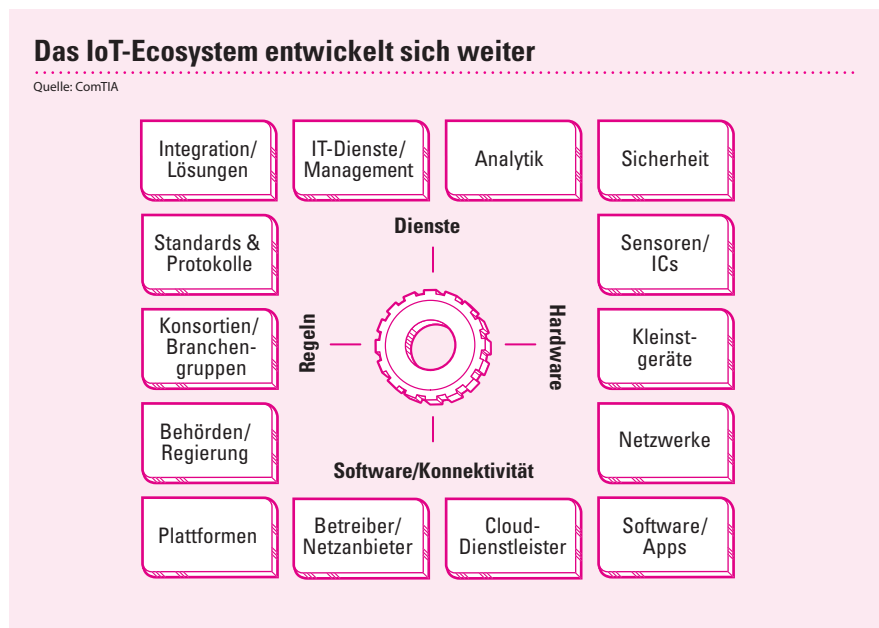 Das IoT-Ecosystem entwickelt sich weiter
Quelle: ComTIA
Integration/
Lösungen
IT-Dienste/
Management
Analytik
Sicherheit
Dienste
Standards &
Protokolle
Sensoren/
ICs
Konsortien/
Branchen-
gruppen
Regeln
Hardware
Kleinst-
geräte
Behörden/
Regierung
Netzwerke
Software/Konnektivität
Plattformen
Betreiber/
Netzanbieter
Cloud-
Dienstleister
Software/
Apps